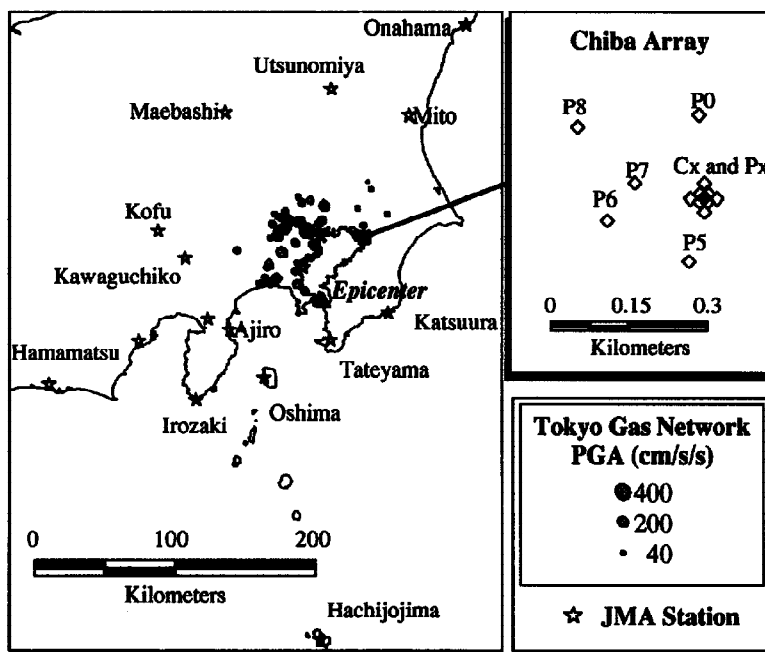 Onahama
Utsunomiya
Maebashi
Mito
Kofu
Kawaguchiko
Epicenter
Katsuura
Ajiro
Hamamatsu
Tateyama
Irozaki
Oshima
0 100 200
Kilometers
Hachijojima
Chiba Array
P0
P8
Cx and Px
P7
P6
P5
0 0.15 0.3
Kilometers
Tokyo Gas Network
PGA (cm/s/s)
400
200
40
JMA Station